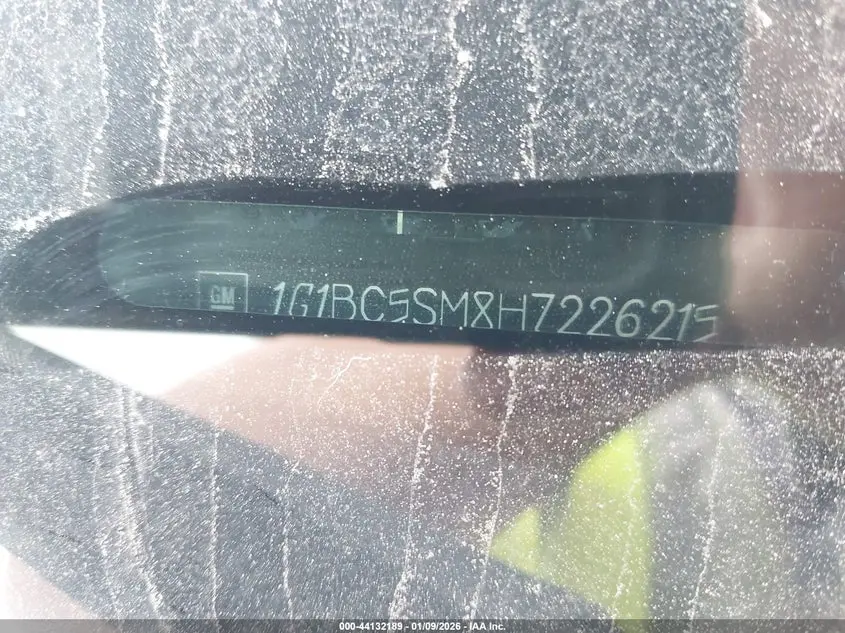 GM 1G1BC5SM8H7226215
000-44132189 - 01/09/2026 - IAA Inc.